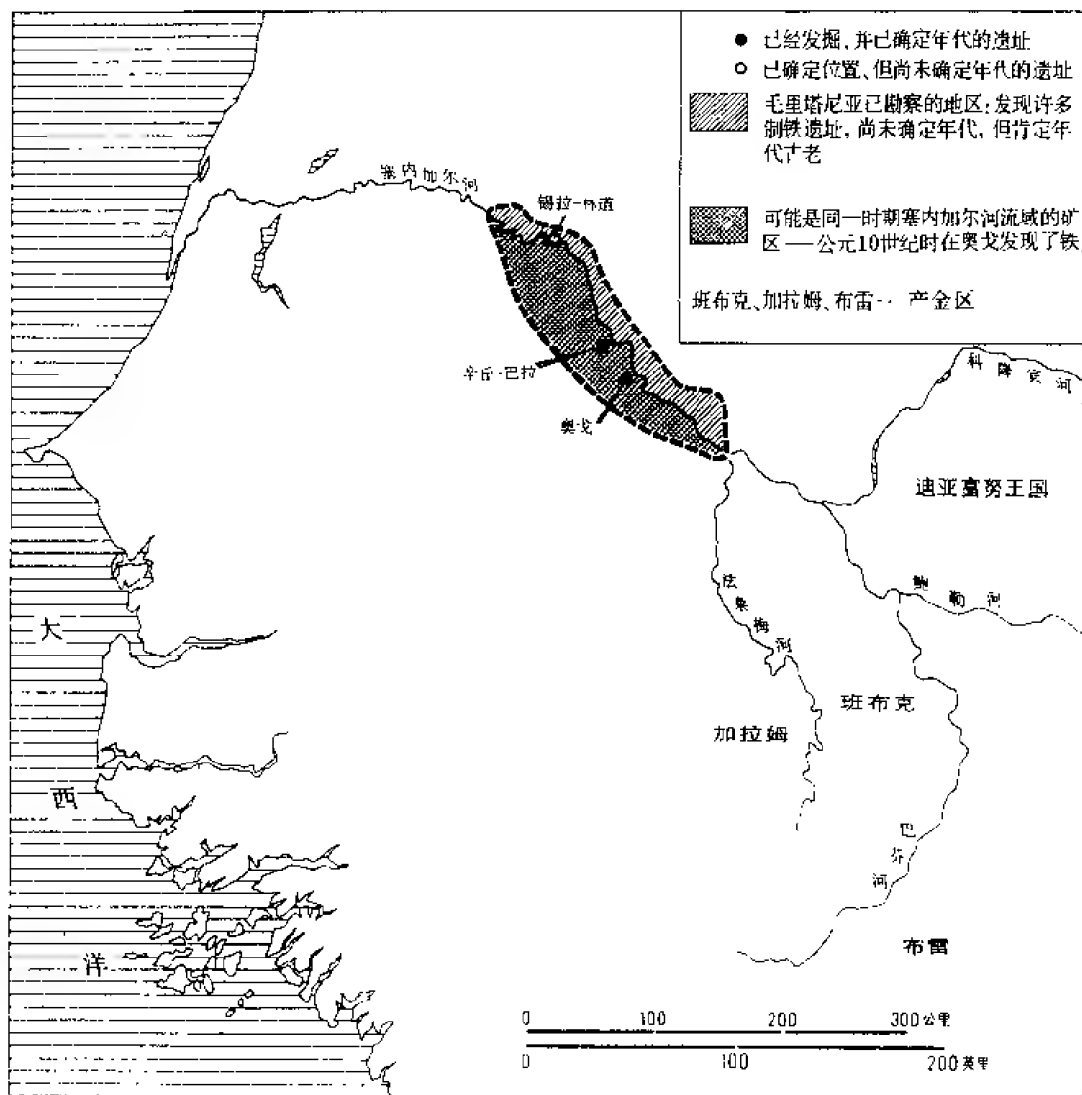 已经发掘，并已确定年代的遗址
已确定位置、但尚未确定年代的遗址
毛里塔尼亚已勘察的地区：发现许多
制铁遗址，尚未确定年代，但肯定年
代古老
可能是同一时期塞内加尔河流域的矿
区——公元10世纪时在奥戈发现了铁
班布克、加拉姆、布雷… 产金区
塞内加尔河
锡拉-
辛丘·巴拉
奥戈
科隆宾河
迪亚富努王国
鲍勒河
法莱梅河
班布克
加拉姆
巴芬河
布雷
大西洋
0 100 200 300公里
0 100 200英里